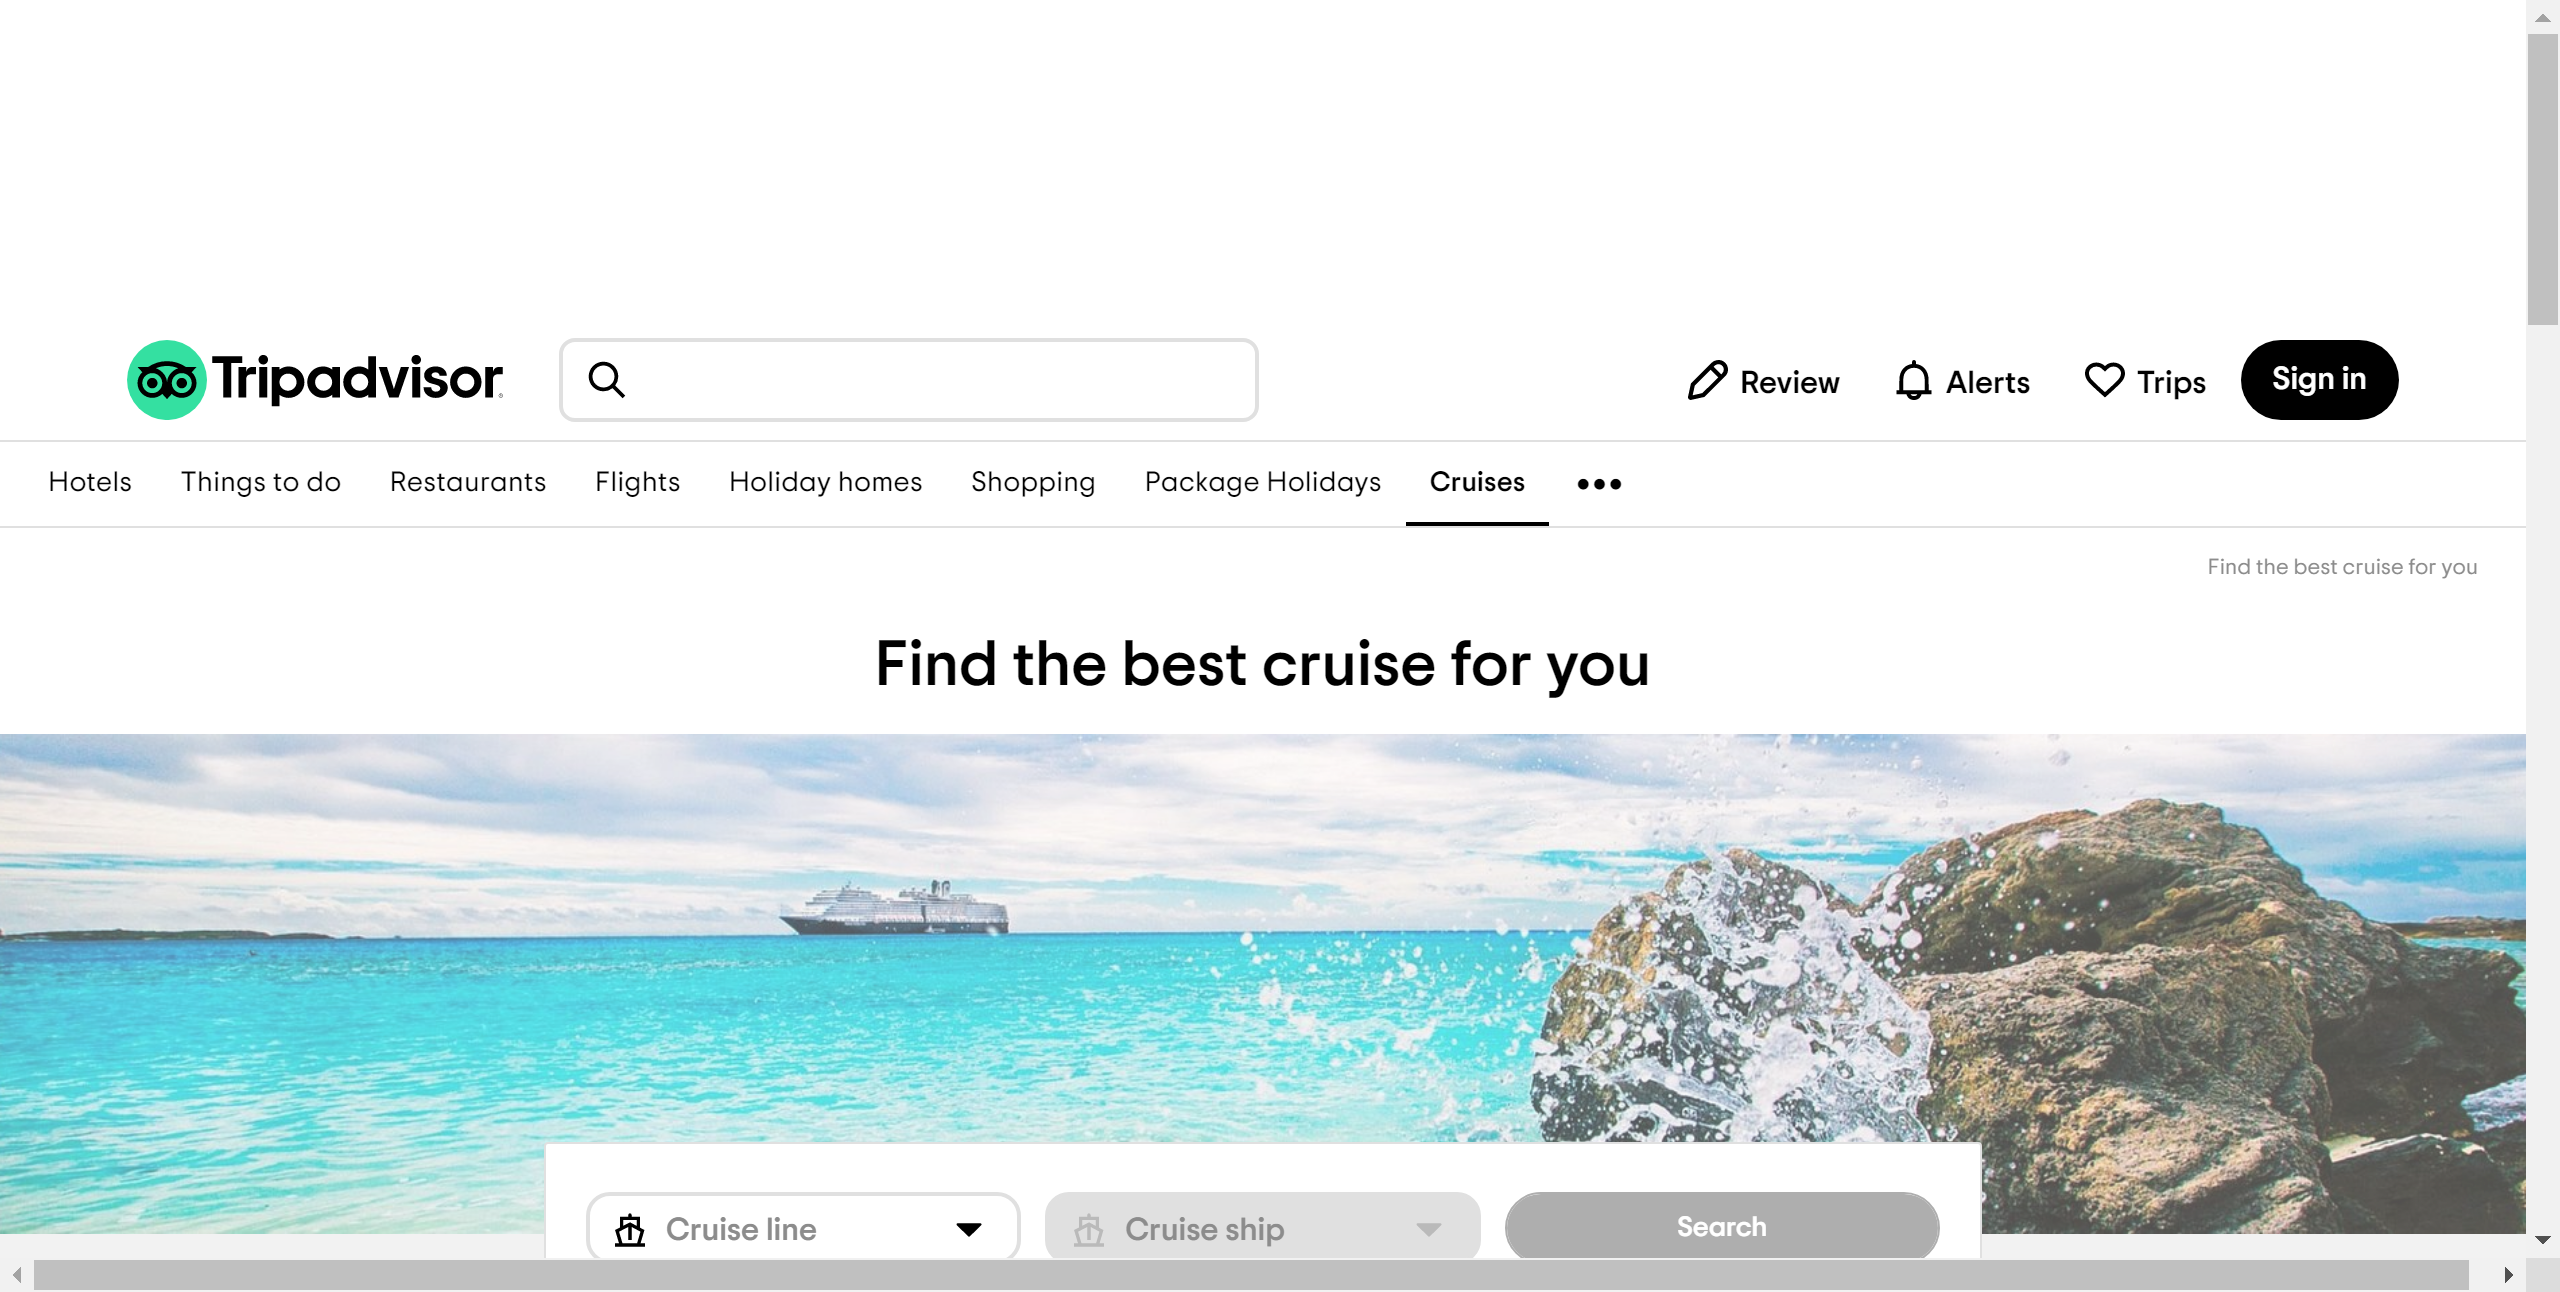 Tripadvisor
Review
Alerts
Trips
Sign in
Hotels
Things to do
Restaurants
Flights
Holiday homes
Shopping
Package Holidays
Cruises
Find the best cruise for you
Find the best cruise for you
Cruise line
Cruise ship
Search